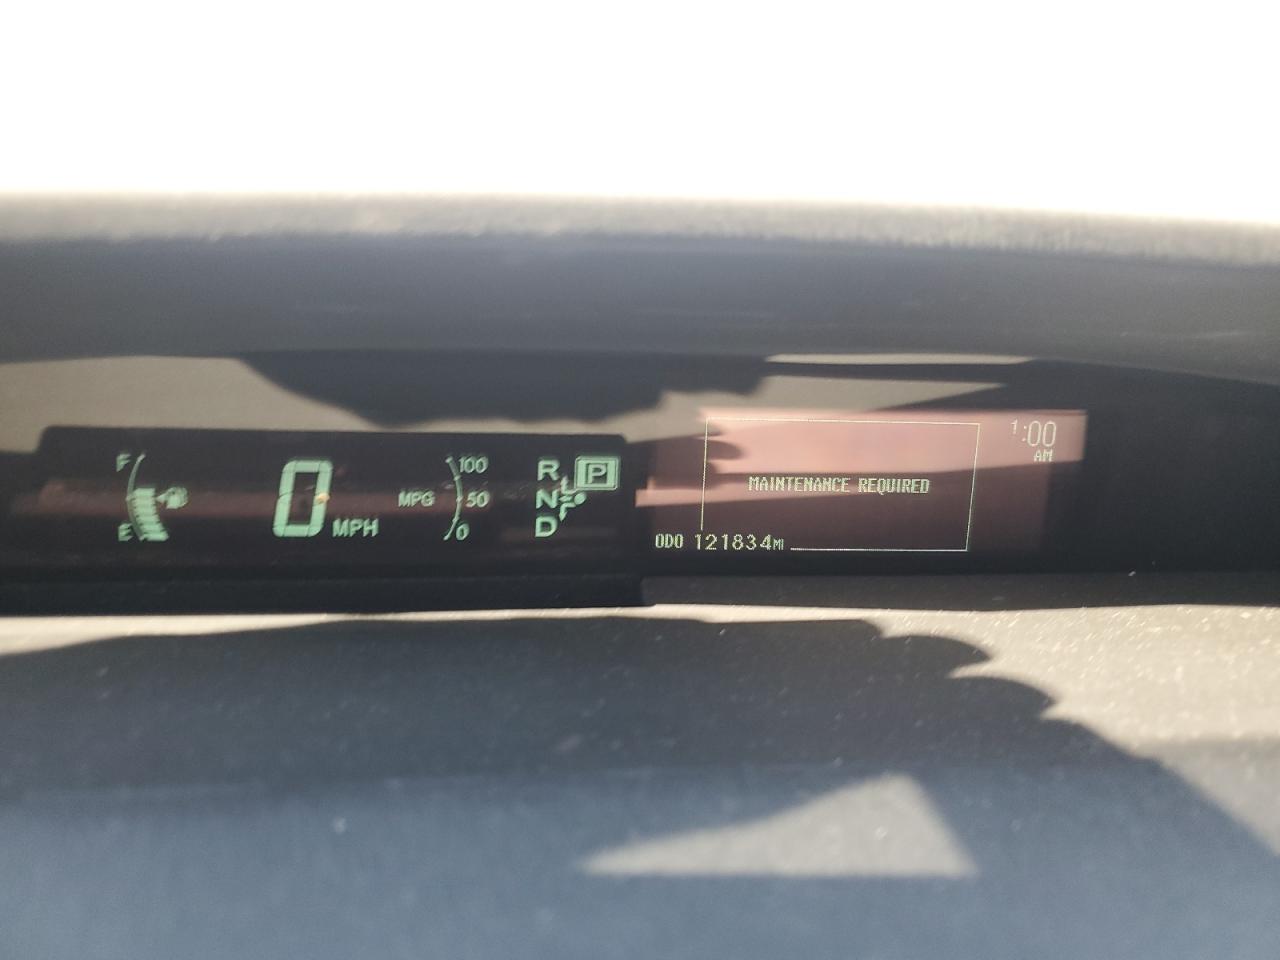 F
E
0 MPH
MPG
100
50
0
R
N
D
P
1:00
AM
MAINTENANCE REQUIRED
ODO 121834MI